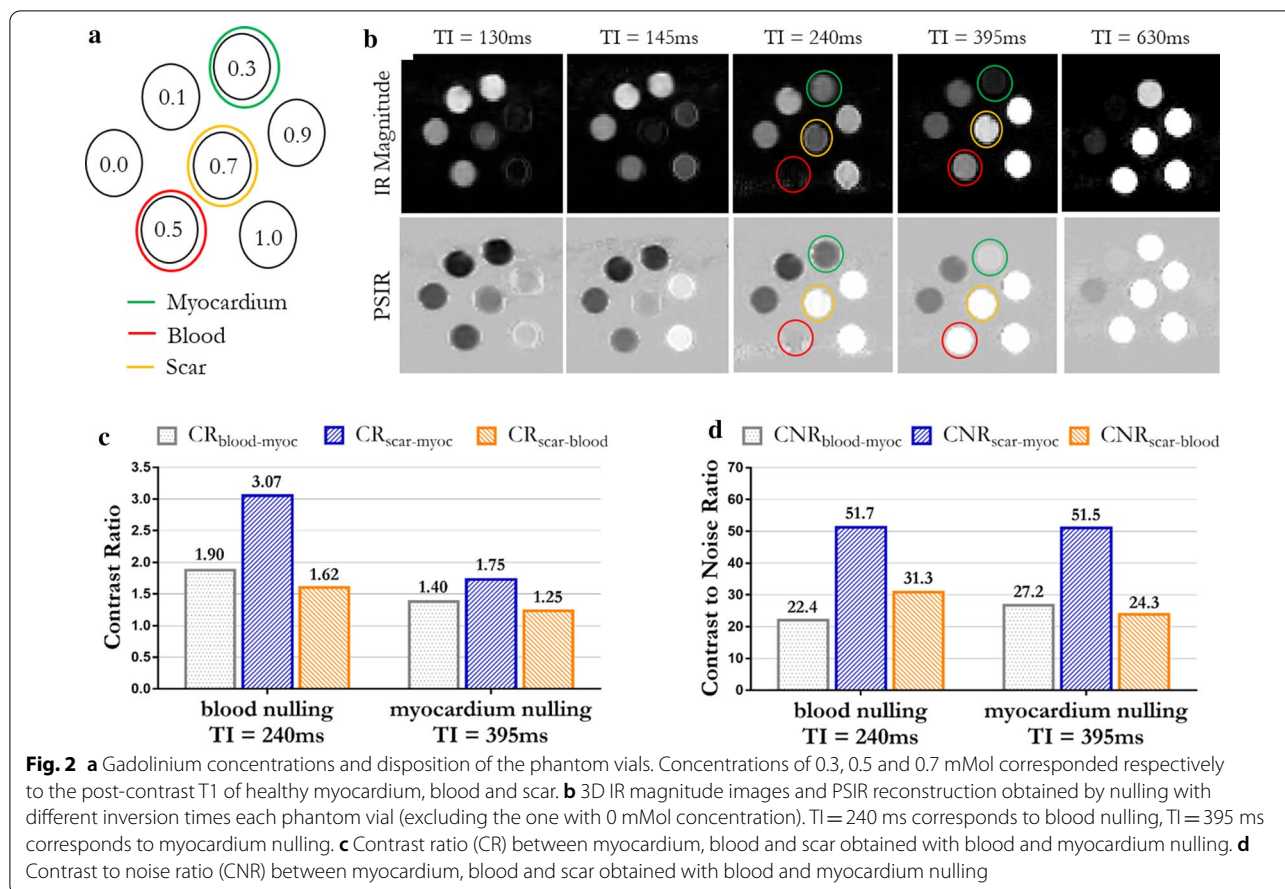 a
0.3
0.1
0.9
0.0
0.7
0.5
1.0
Myocardium
Blood
Scar
b
TI = 130ms TI = 145ms TI = 240ms TI = 395ms TI = 630ms
IR Magnitude
PSIR
c
CRblood-myoc CRscar-myoc CRscar-blood
Contrast Ratio
3.5
3.0
2.5
2.0
1.5
1.0
0.5
0.0
1.90 3.07 1.62 1.40 1.75 1.25
blood nulling myocardium nulling
TI = 240ms TI = 395ms
d
CNRblood-myoc CNRscar-myoc CNRscar-blood
Contrast to Noise Ratio
70
60
50
40
30
20
10
0
22.4 51.7 31.3 27.2 51.5 24.3
blood nulling myocardium nulling
TI = 240ms TI = 395ms
Fig. 2 a Gadolinium concentrations and disposition of the phantom vials. Concentrations of 0.3, 0.5 and 0.7 mMol corresponded respectively
to the post-contrast T1 of healthy myocardium, blood and scar. b 3D IR magnitude images and PSIR reconstruction obtained by nulling with
different inversion times each phantom vial (excluding the one with 0 mMol concentration). TI = 240 ms corresponds to blood nulling, TI = 395 ms
corresponds to myocardium nulling. c Contrast ratio (CR) between myocardium, blood and scar obtained with blood and myocardium nulling. d
Contrast to noise ratio (CNR) between myocardium, blood and scar obtained with blood and myocardium nulling